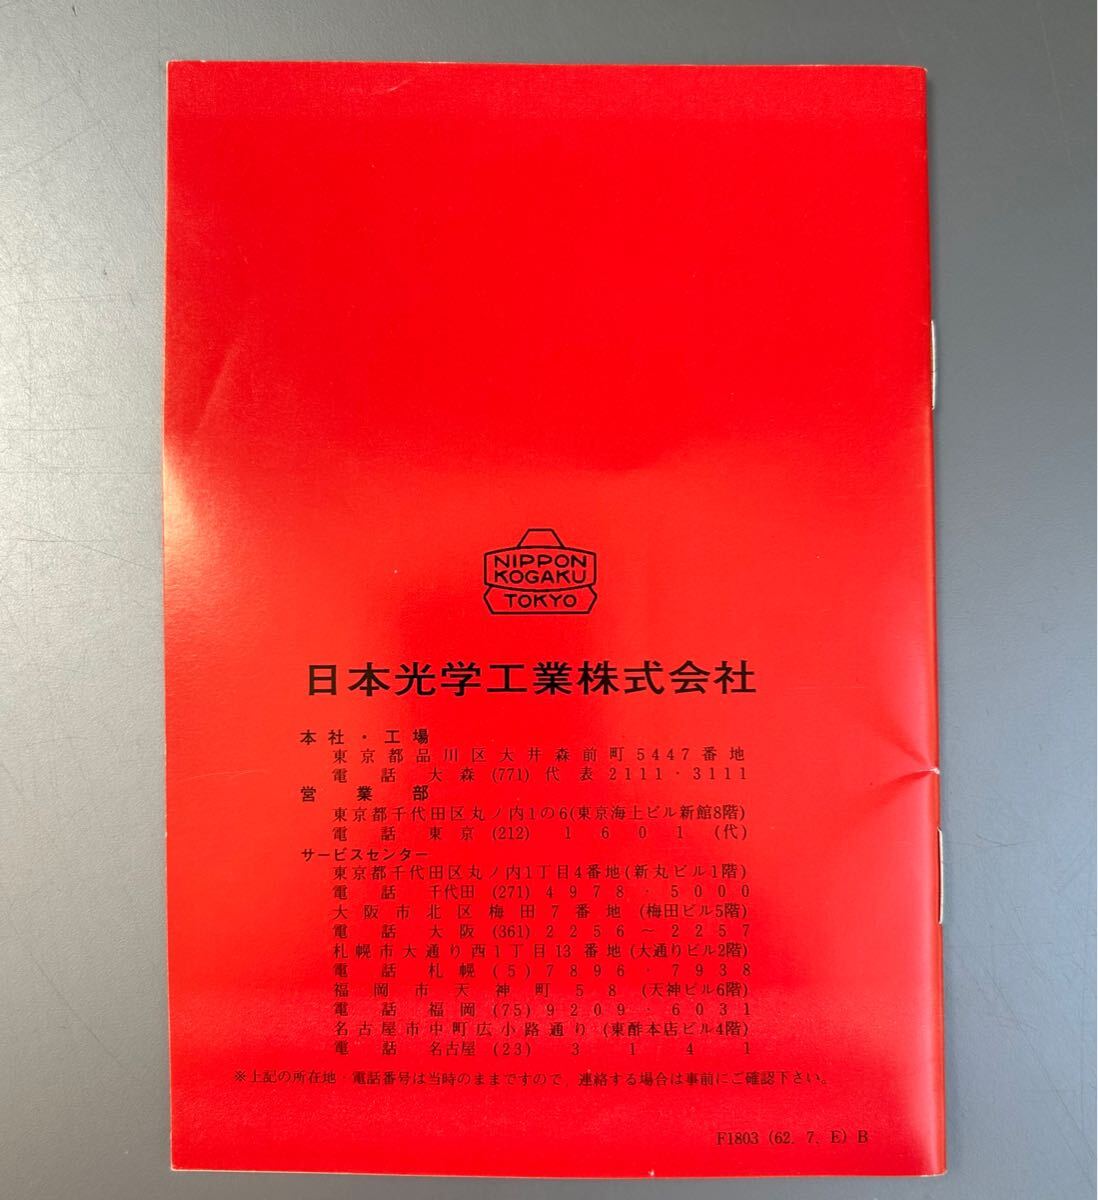 NIPPON
KOGAKU
TOKYO
日本光学工業株式会社
本社・工場
東京都品川区大井森前町5447番地
電話 大森(771)代表2111・3111
営業部
東京都千代田区丸ノ内1の6(東京海上ビル新館8階)
電話 東京(212)1601(代)
サービスセンター
東京都千代田区丸ノ内1丁目4番地(新丸ビル1階)
電話 千代田(271)4978・5000
大阪市北区梅田7番地(梅田ビル5階)
電話 大阪(361)2256～2257
札幌市大通り西1丁目13番地(大通りビル2階)
電話 札幌(5)7896・7938
福岡市天神町58(天神ビル6階)
電話 福岡(75)9209・6031
名古屋市中町広小路通り(東酢本店ビル4階)
電話 名古屋(23)3141
※上記の所在地・電話番号は当時のままですので、連絡する場合は事前にご確認下さい。
F1803 (62. 7. E) B